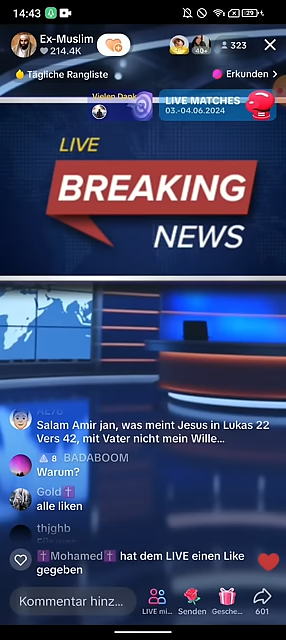 14:43
29
Ex-Muslim
214.4K
40+
323
Tägliche Rangliste
Erkunden >
Vielen Dank
LIVE MATCHES
03.-04.06.2024
LIVE
BREAKING
NEWS
Salam Amir jan, was meint Jesus in Lukas 22
Vers 42, mit Vater nicht mein Wille...
8 BADABOOM
Warum?
Gold✝️
alle liken
thjghb
✝️Mohamed✝️ hat dem LIVE einen Like
gegeben
Kommentar hinz...
LIVE mi...
Senden
Gesche...
601